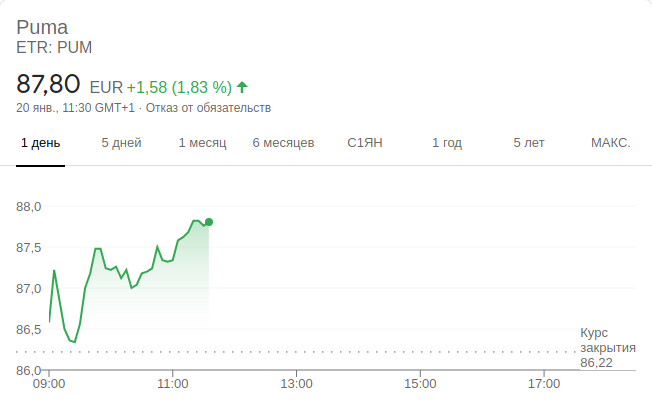 Puma
ETR: PUM
87,80 EUR +1,58 (1,83 %)
20 янв., 11:30 GMT+1 · Отказ от обязательств
1 день 5 дней 1 месяц 6 месяцев С1ЯН 1 год 5 лет МАКС.
88,0
87,5
87,0
86,5
Курс
закрытия
86,22
86,0
09:00 11:00 13:00 15:00 17:00